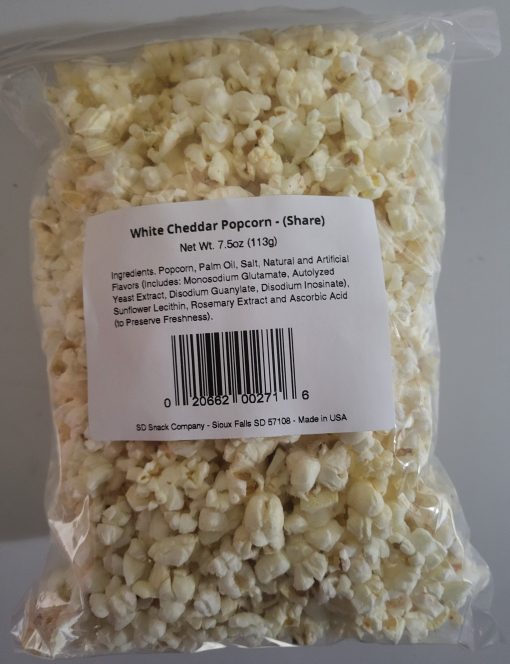 White Cheddar Popcorn - (Share)
Net Wt. 7.5oz (113g)
Ingredients. Popcorn, Palm Oil, Salt, Natural and Artificial
Flavors (Includes: Monosodium Glutamate, Autolyzed
Yeast Extract, Disodium Guanylate, Disodium Inosinate),
Sunflower Lecithin, Rosemary Extract and Ascorbic Acid
(to Preserve Freshness).
0 20662 00271 6
SD Snack Company - Sioux Falls SD 57108 - Made in USA